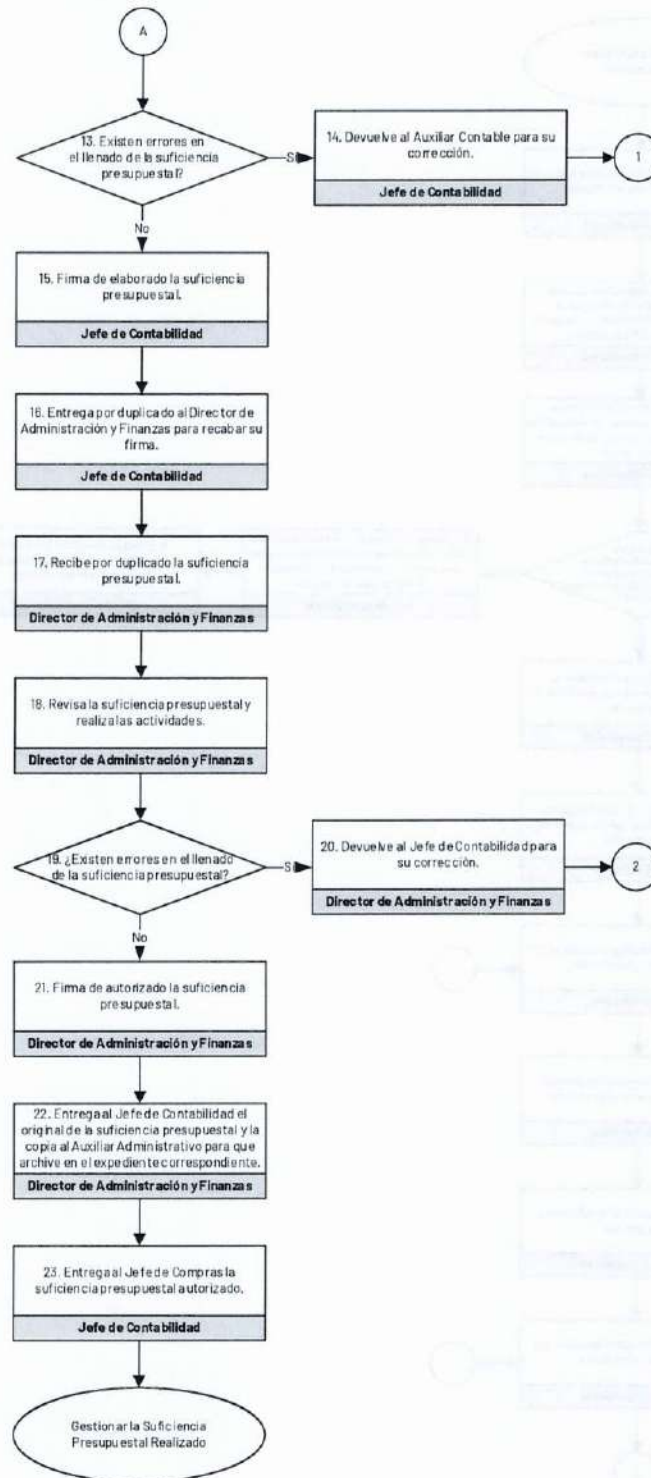 A
13. Existen errores en
el llenado de la suficiencia
presupuestal?
Si
14. Devuelve al Auxiliar Contable para su
corrección.
Jefe de Contabilidad
1
No
15. Firma de elaborado la suficiencia
presupuestal.
Jefe de Contabilidad
16. Entrega por duplicado al Director de
Administración y Finanzas para recabar su
firma.
Jefe de Contabilidad
17. Recibe por duplicado la suficiencia
presupuestal.
Director de Administración y Finanzas
18. Revisa la suficiencia presupuestal y
realiza las actividades.
Director de Administración y Finanzas
19. ¿Existen errores en el llenado
de la suficiencia presupuestal?
Si
20. Devuelve al Jefe de Contabilidad para
su corrección.
Director de Administración y Finanzas
2
No
21. Firma de autorizado la suficiencia
presupuestal.
Director de Administración y Finanzas
22. Entrega al Jefe de Contabilidad el
original de la suficiencia presupuestal y la
copia al Auxiliar Administrativo para que
archive en el expediente correspondiente.
Director de Administración y Finanzas
23. Entrega al Jefe de Compras la
suficiencia presupuestal autorizado.
Jefe de Contabilidad
Gestionar la Suficiencia
Presupuestal Realizado